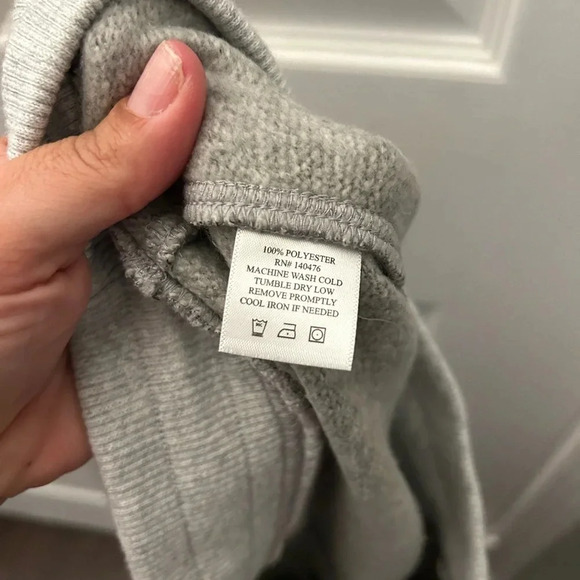 100% POLYESTER
RN# 140476
MACHINE WASH COLD
TUMBLE DRY LOW
REMOVE PROMPTLY
COOL IRON IF NEEDED